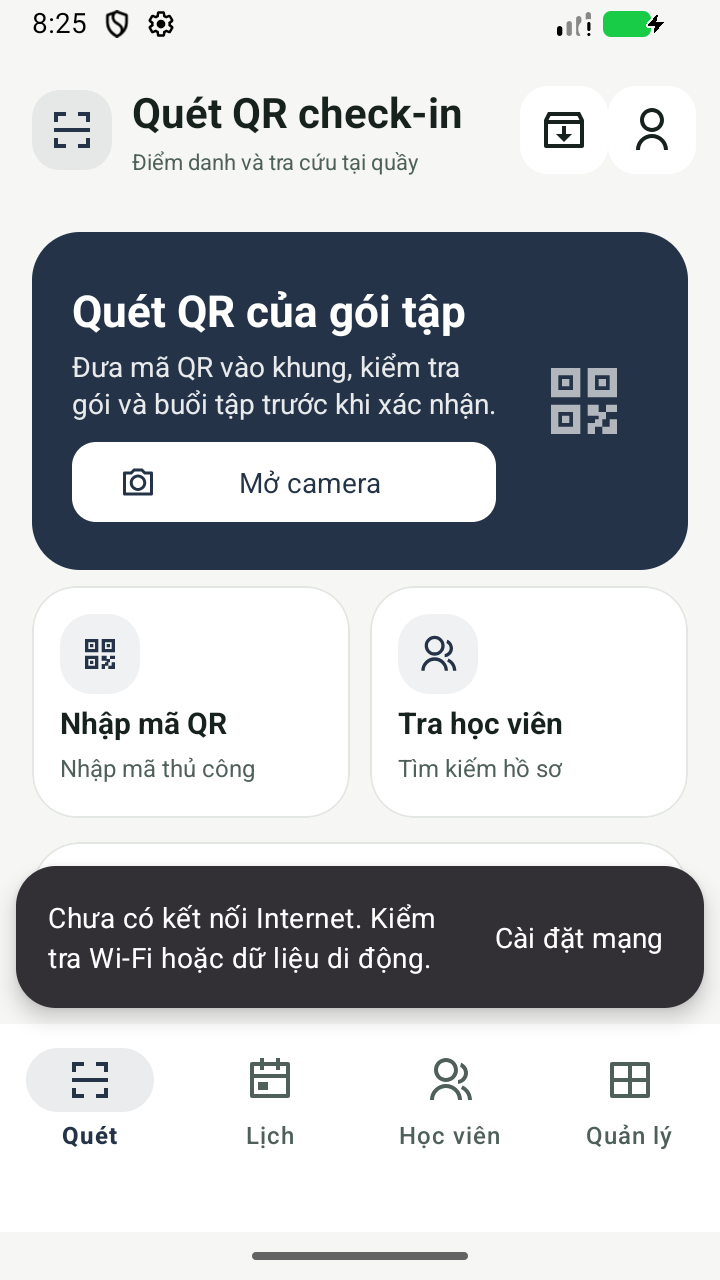 8:25
Quét QR check-in
Điểm danh và tra cứu tại quầy
Quét QR của gói tập
Đưa mã QR vào khung, kiểm tra
gói và buổi tập trước khi xác nhận.
Mở camera
Nhập mã QR
Nhập mã thủ công
Tra học viên
Tìm kiếm hồ sơ
Chưa có kết nối Internet. Kiểm
tra Wi-Fi hoặc dữ liệu di động.
Cài đặt mạng
Quét
Lịch
Học viên
Quản lý